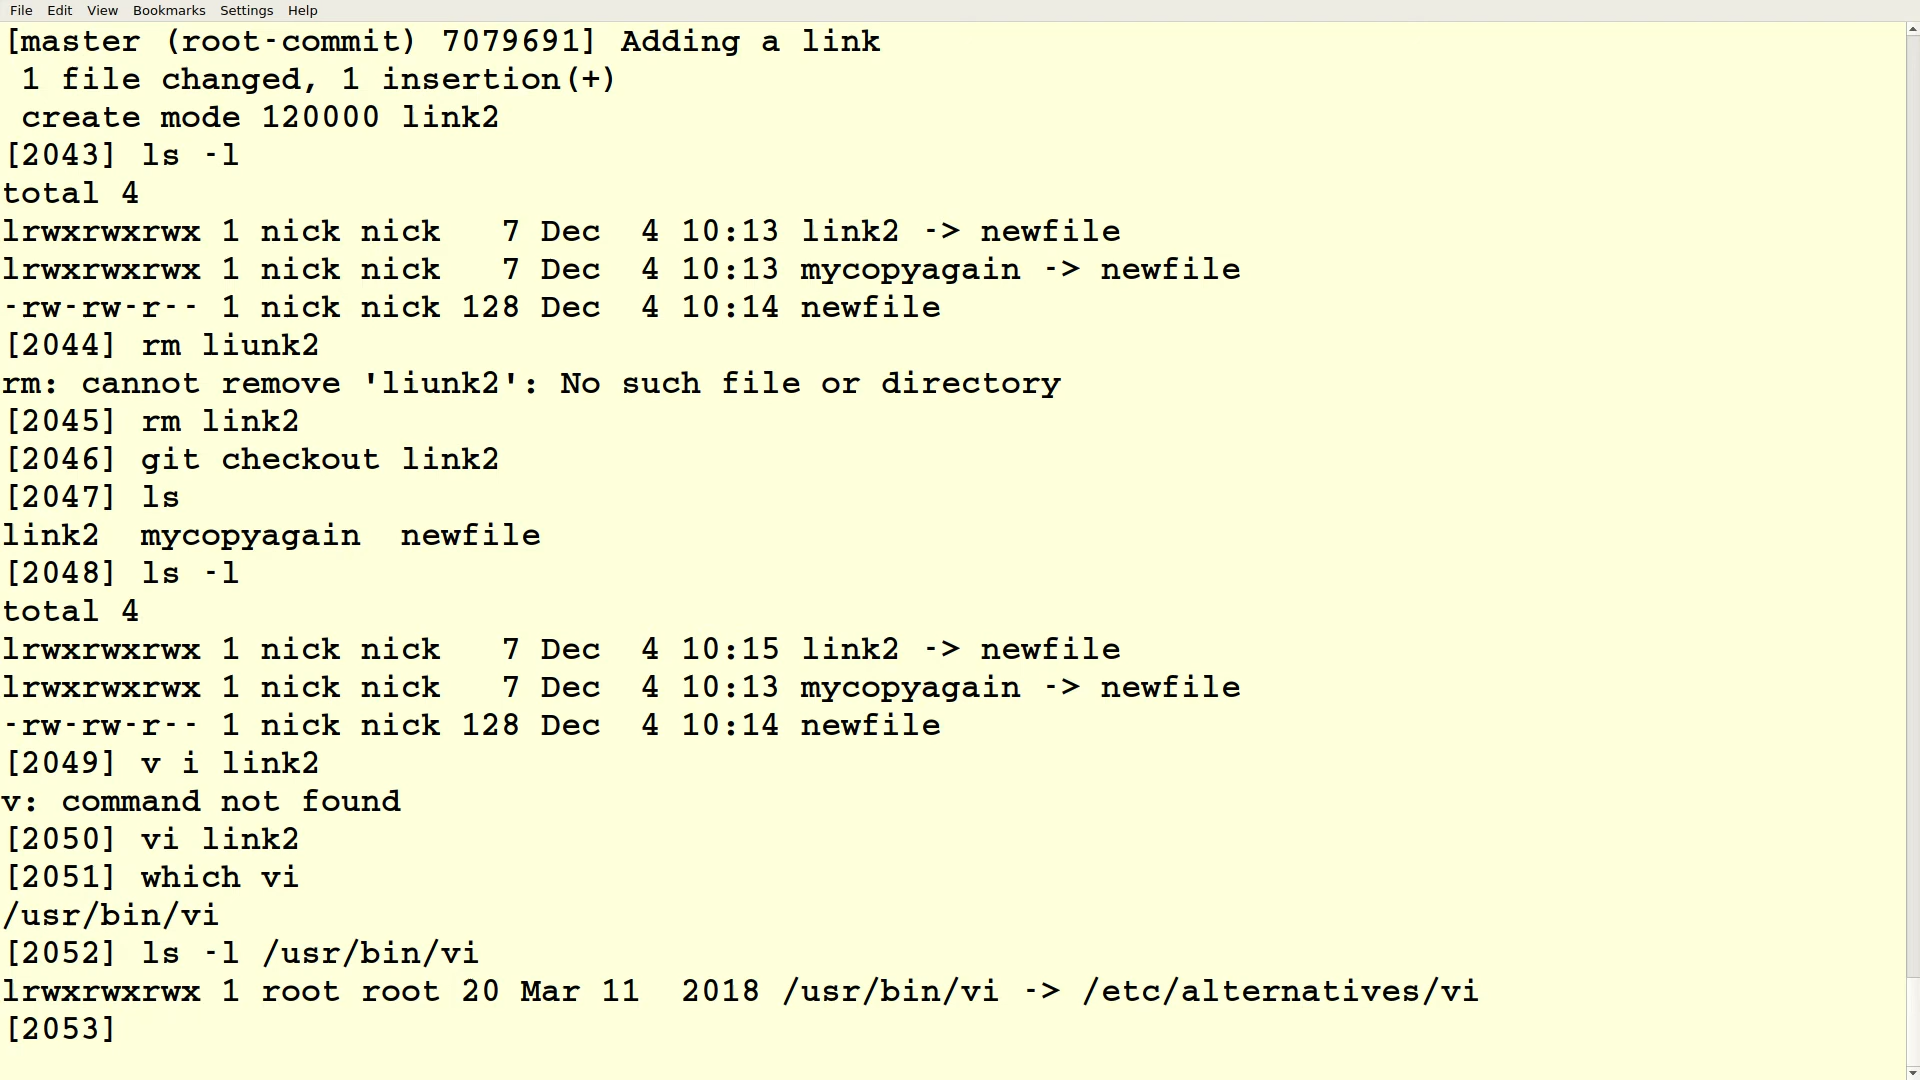 File Edit View Bookmarks Settings Help
[master (root-commit) 7079691] Adding a link
 1 file changed, 1 insertion(+)
 create mode 120000 link2
[2043] ls -l
total 4
lrwxrwxrwx 1 nick nick   7 Dec  4 10:13 link2 -> newfile
lrwxrwxrwx 1 nick nick   7 Dec  4 10:13 mycopyagain -> newfile
-rw-rw-r-- 1 nick nick 128 Dec  4 10:14 newfile
[2044] rm liunk2
rm: cannot remove 'liunk2': No such file or directory
[2045] rm link2
[2046] git checkout link2
[2047] ls
link2  mycopyagain  newfile
[2048] ls -l
total 4
lrwxrwxrwx 1 nick nick   7 Dec  4 10:15 link2 -> newfile
lrwxrwxrwx 1 nick nick   7 Dec  4 10:13 mycopyagain -> newfile
-rw-rw-r-- 1 nick nick 128 Dec  4 10:14 newfile
[2049] v i link2
v: command not found
[2050] vi link2
[2051] which vi
/usr/bin/vi
[2052] ls -l /usr/bin/vi
lrwxrwxrwx 1 root root 20 Mar 11  2018 /usr/bin/vi -> /etc/alternatives/vi
[2053]